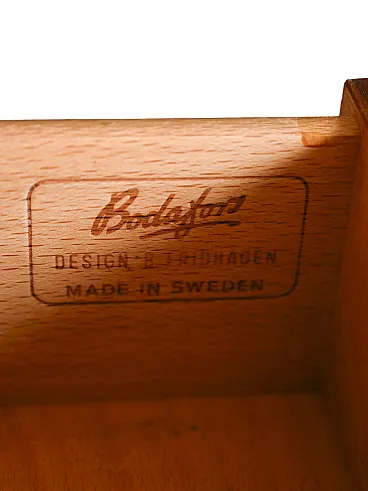 Bodafors
DESIGN B. FRIDHAGEN
MADE IN SWEDEN